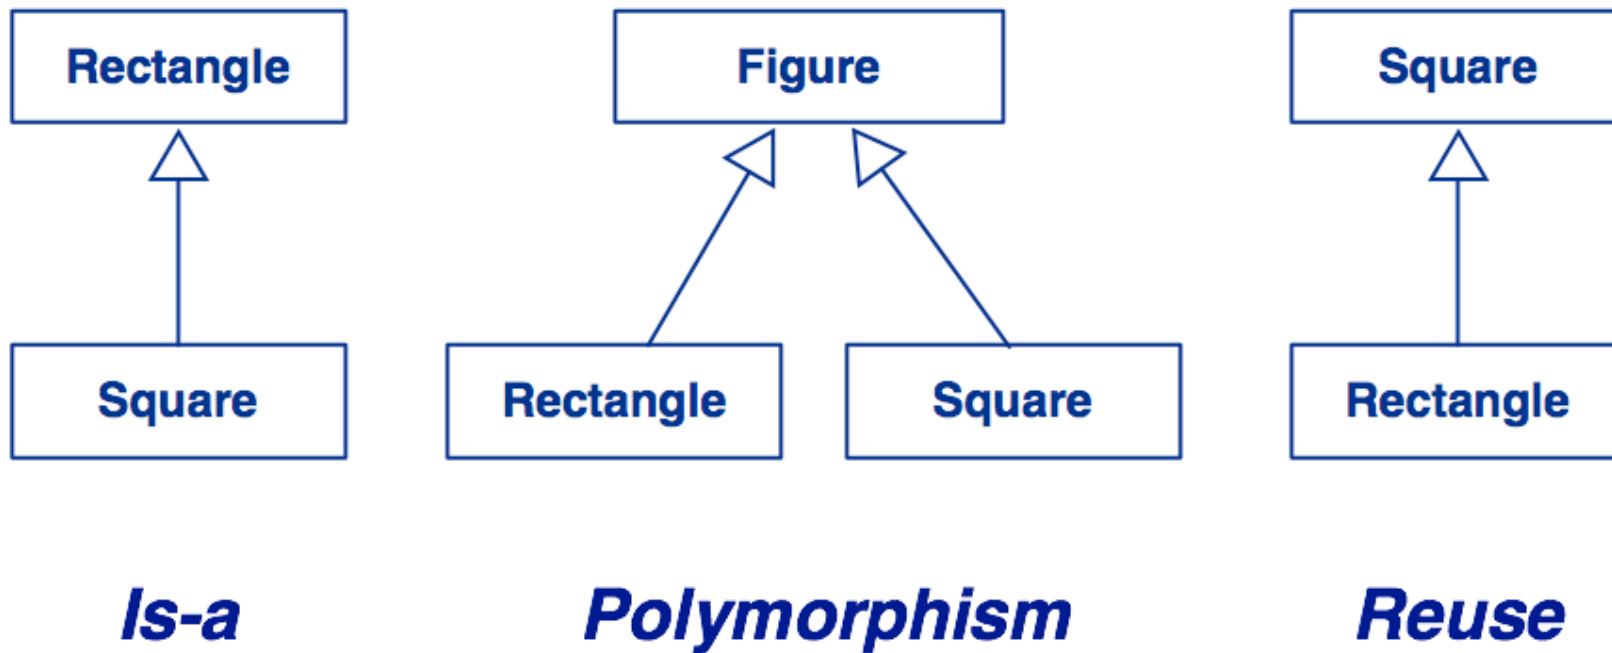 Rectangle
Figure
Square
Square
Rectangle
Square
Rectangle
Is-a
Polymorphism
Reuse